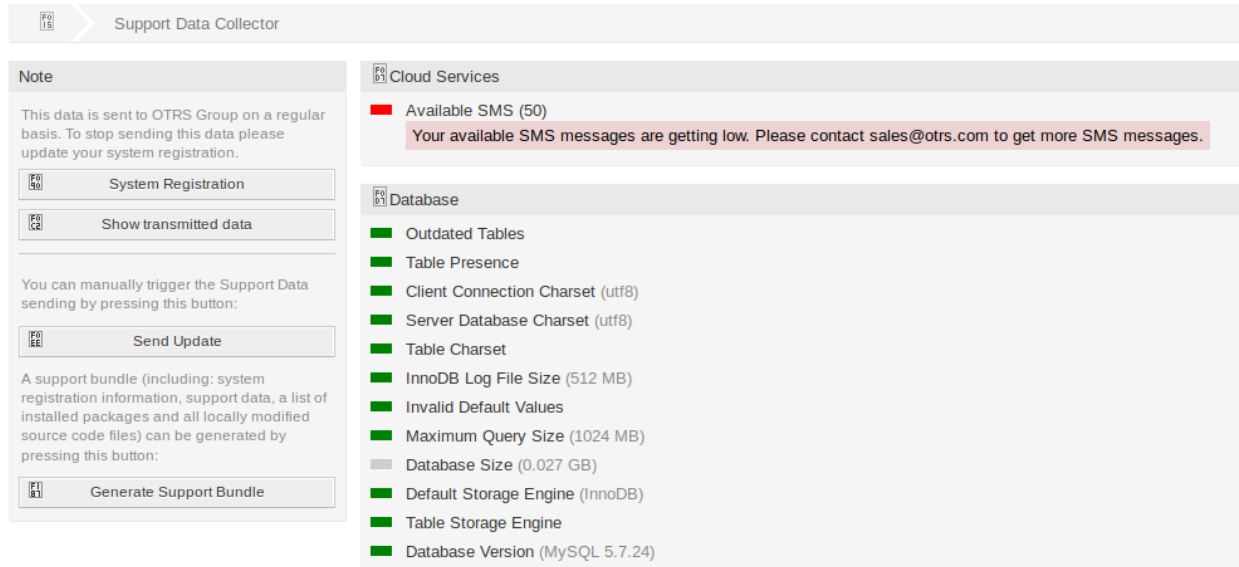 Support Data Collector
Note
This data is sent to OTRS Group on a regular
basis. To stop sending this data please
update your system registration.
System Registration
Show transmitted data
You can manually trigger the Support Data
sending by pressing this button:
Send Update
A support bundle (including: system
registration information, support data, a list of
installed packages and all locally modified
source code files) can be generated by
pressing this button:
Generate Support Bundle
Cloud Services
Available SMS (50)
Your available SMS messages are getting low. Please contact sales@otrs.com to get more SMS messages.
Database
Outdated Tables
Table Presence
Client Connection Charset (utf8)
Server Database Charset (utf8)
Table Charset
InnoDB Log File Size (512 MB)
Invalid Default Values
Maximum Query Size (1024 MB)
Database Size (0.027 GB)
Default Storage Engine (InnoDB)
Table Storage Engine
Database Version (MySQL 5.7.24)